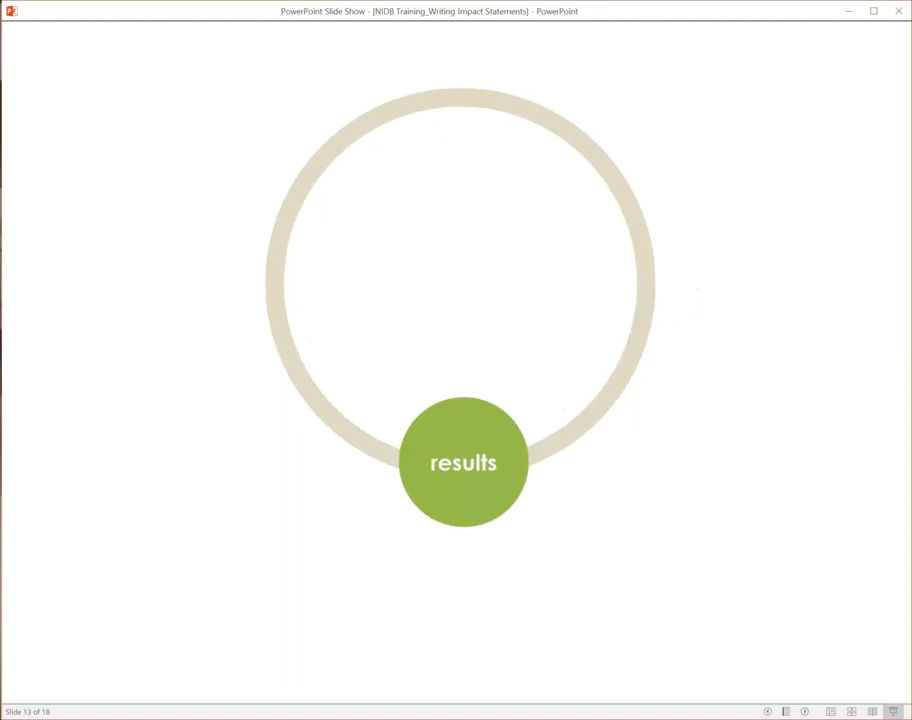 PowerPoint Slide Show - [NIDB Training_Writing Impact Statements] - PowerPoint
results
Slide 13 of 18